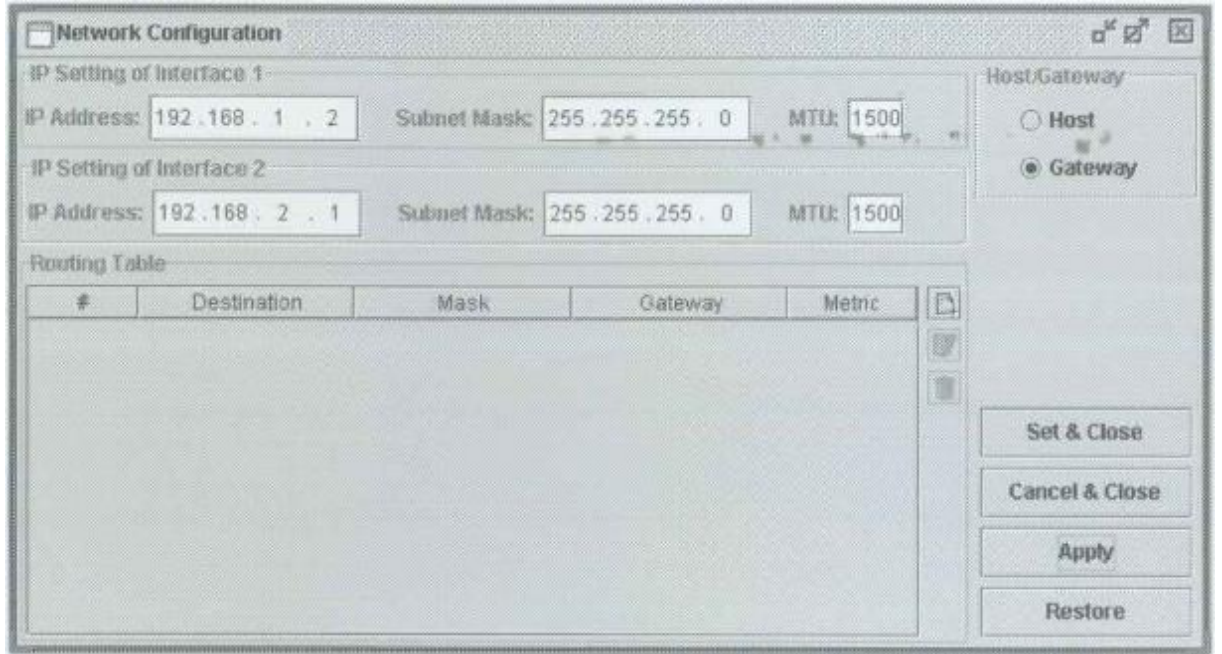 Network Configuration
IP Setting of Interface 1
IP Address: 192.168. 1 . 2 Subnet Mask: 255.255.255. 0 MTU: 1500
IP Setting of Interface 2
IP Address: 192.168. 2 . 1 Subnet Mask: 255.255.255. 0 MTU: 1500
Routing Table
# Destination Mask Gateway Metric
Host/Gateway
Host
Gateway
Set & Close
Cancel & Close
Apply
Restore